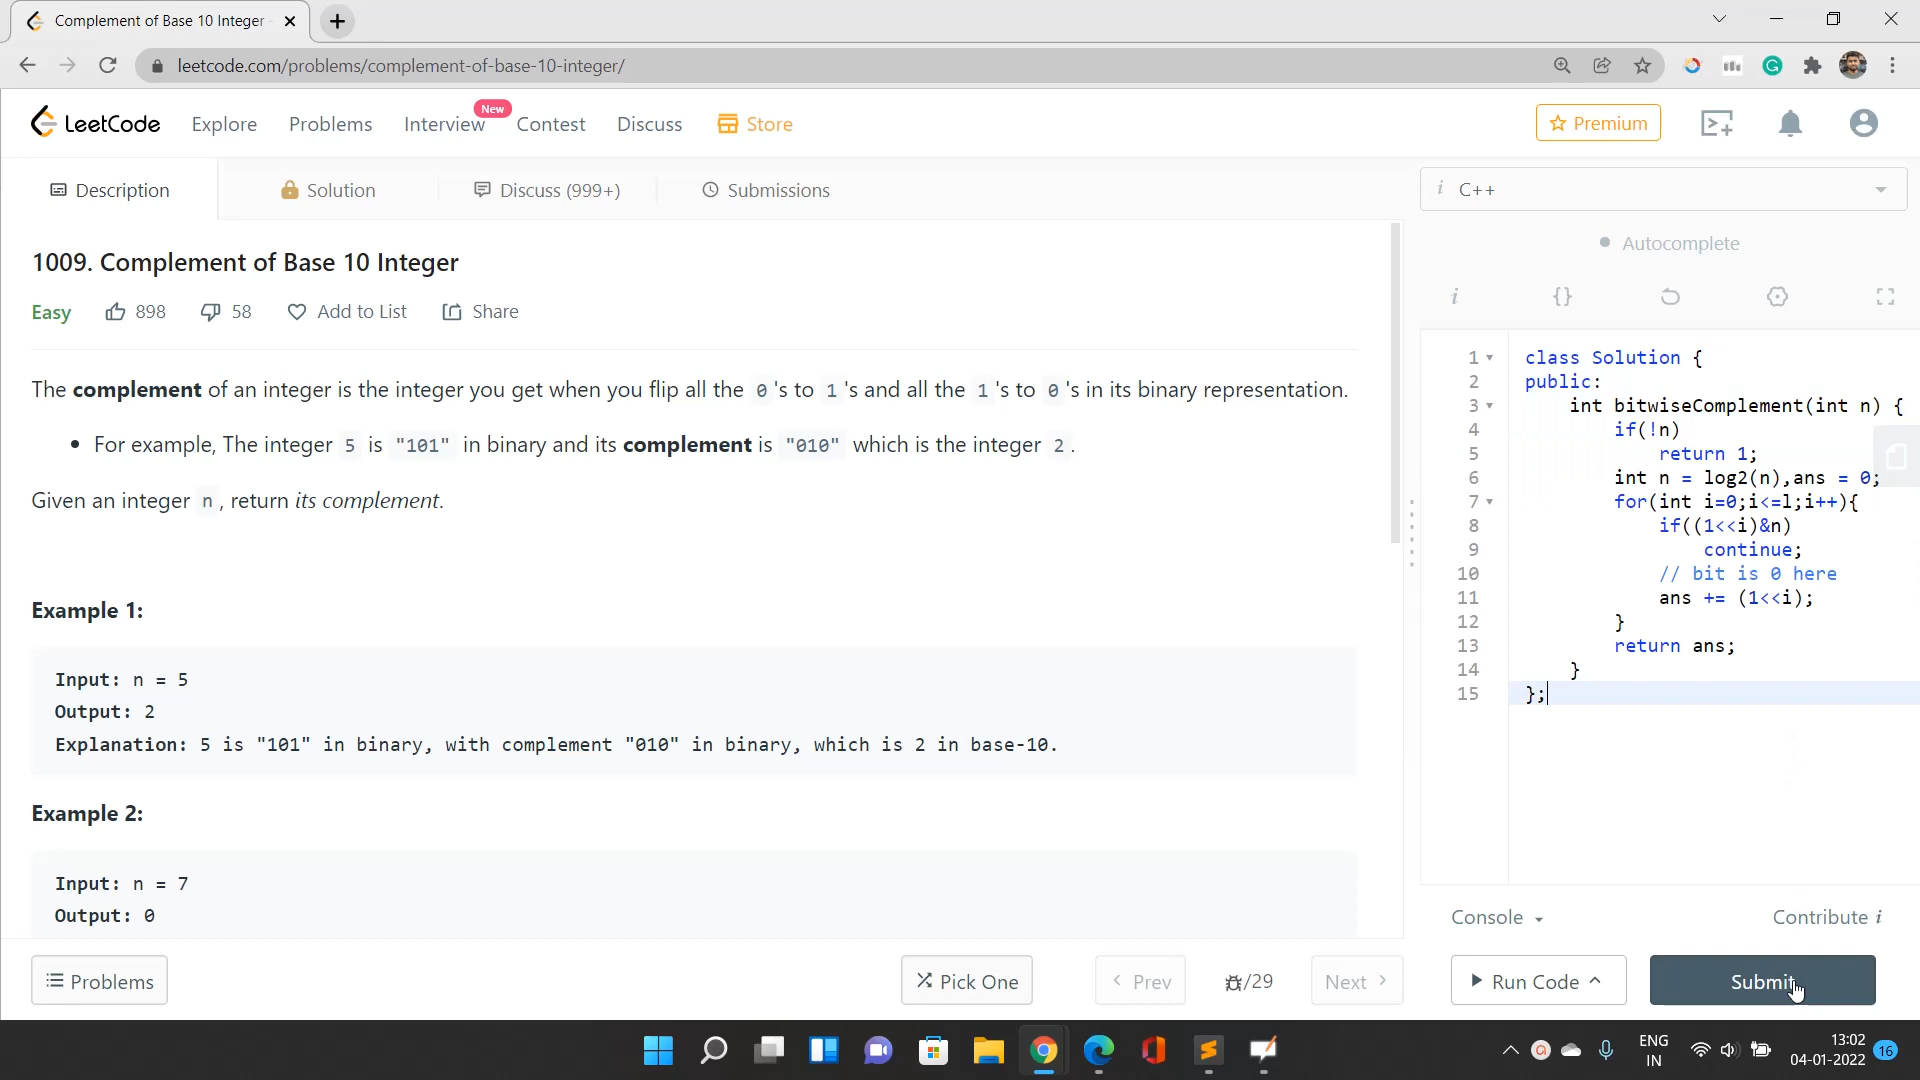 Complement of Base 10 Integer
leetcode.com/problems/complement-of-base-10-integer/
LeetCode
Explore
Problems
Interview
New
Contest
Discuss
Store
Premium
Description
Solution
Discuss (999+)
Submissions
i C++
Autocomplete
1009. Complement of Base 10 Integer
Easy
898
58
Add to List
Share
i
{}
The complement of an integer is the integer you get when you flip all the 0's to 1's and all the 1's to 0's in its binary representation.
• For example, The integer 5 is "101" in binary and its complement is "010" which is the integer 2.
Given an integer n, return its complement.
Example 1:
Input: n = 5
Output: 2
Explanation: 5 is "101" in binary, with complement "010" in binary, which is 2 in base-10.
Example 2:
Input: n = 7
Output: 0
1 class Solution {
2 public:
3 int bitwiseComplement(int n) {
4 if(!n)
5 return 1;
6 int n = log2(n),ans = 0;
7 for(int i=0;i<=l;i++){
8 if((1<<i)&n)
9 continue;
10 // bit is 0 here
11 ans += (1<<i);
12 }
13 return ans;
14 }
15 };
Console
Contribute i
Problems
Pick One
< Prev
/29
Next >
Run Code
Submit
ENG
IN
13:02
04-01-2022
16